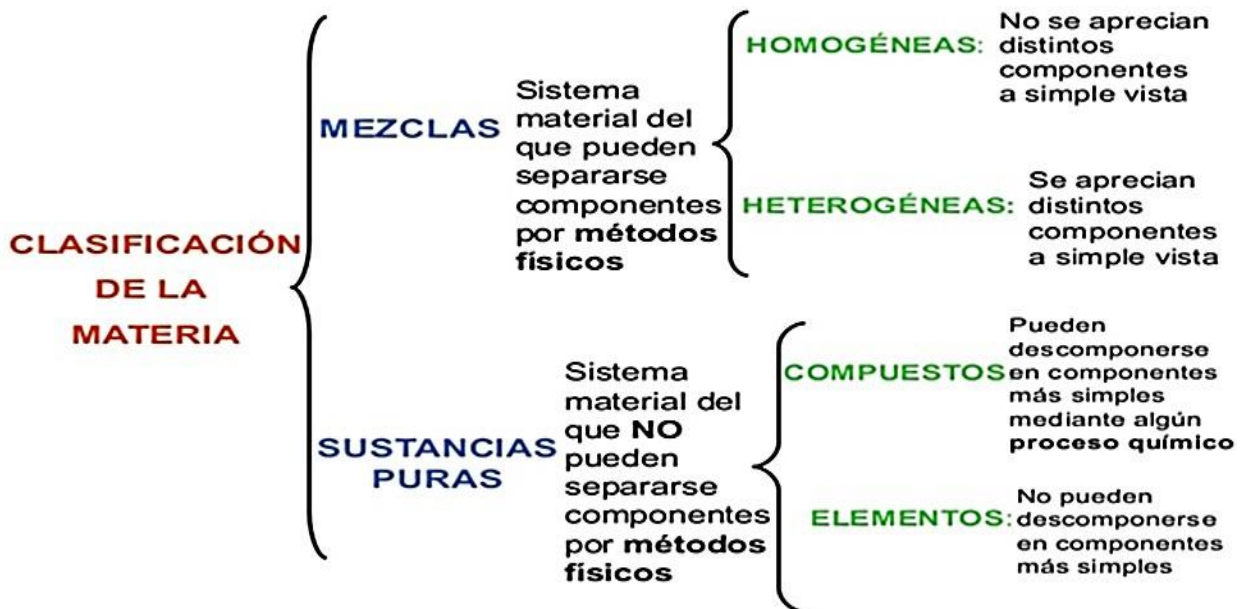 CLASIFICACIÓN
DE LA
MATERIA
MEZCLAS
Sistema
material del
que pueden
separarse
componentes
por métodos
físicos
HOMOGÉNEAS:
No se aprecian
distintos
componentes
a simple vista
HETEROGÉNEAS:
Se aprecian
distintos
componentes
a simple vista
SUSTANCIAS
PURAS
Sistema
material del
que NO
pueden
separarse
componentes
por métodos
físicos
COMPUESTOS
Pueden
descomponerse
en componentes
más simples
mediante algún
proceso químico
ELEMENTOS:
No pueden
descomponerse
en componentes
más simples